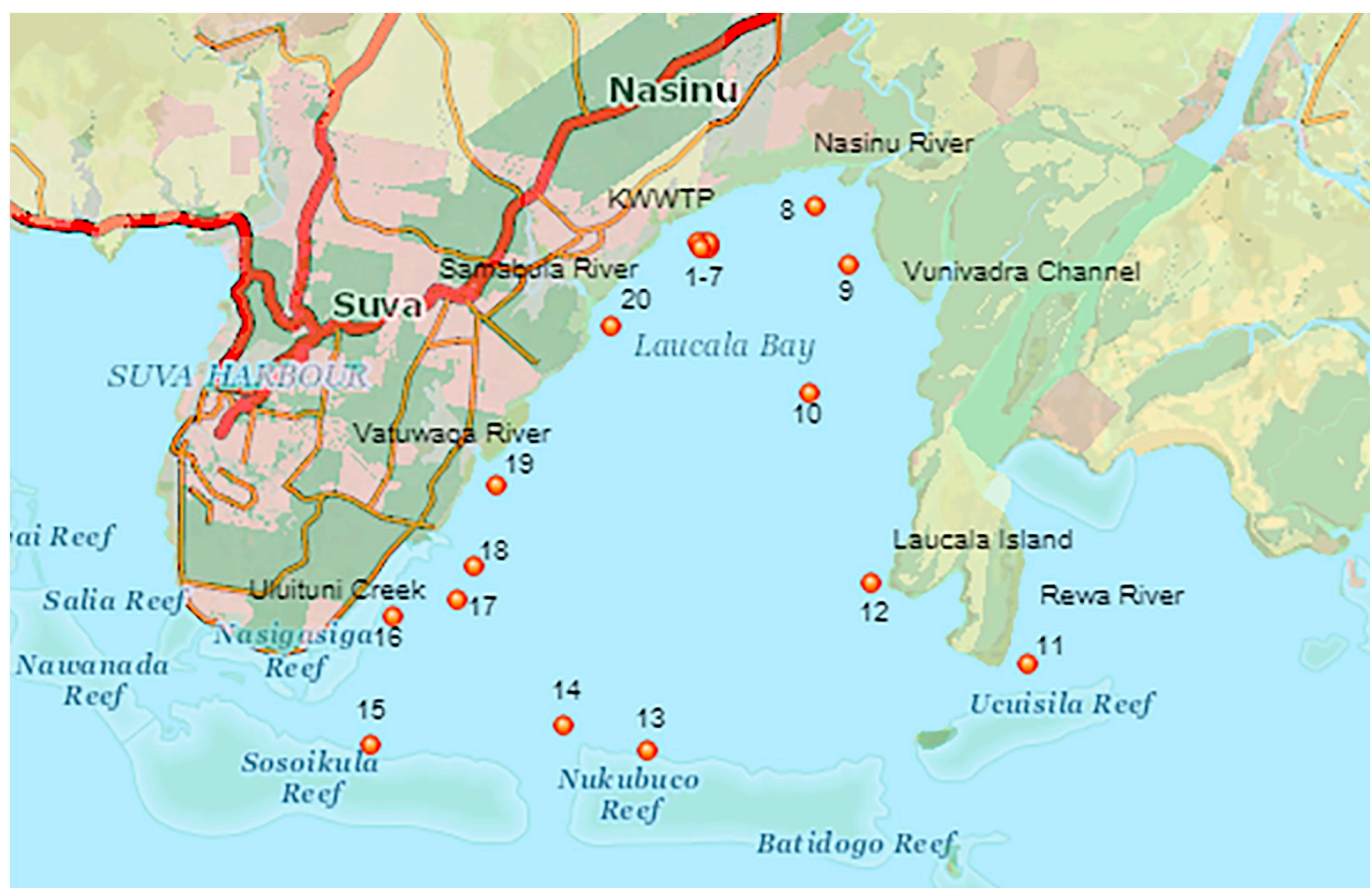 Nasinu
Nasinu River
KWWTP
8
Samabula River
1-7
Vunivadra Channel
9
20
Suva
Laucala Bay
SUVA HARBOUR
10
Vatuwaqa River
19
ai Reef
Laucala Island
18
Uluituni Creek
Salia Reef
17
12
Rewa River
16
Nasigasiga
Reef
11
Nawanada
Reef
14
15
13
Ucuisila Reef
Sosoikula
Reef
Nukubuco
Reef
Batidogo Reef